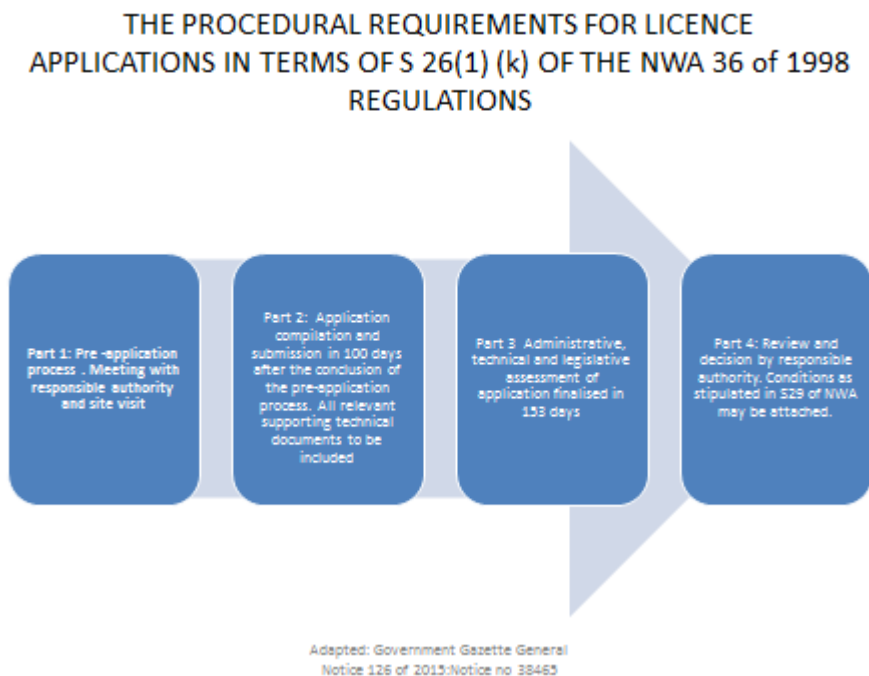 THE PROCEDURAL REQUIREMENTS FOR LICENCE
APPLICATIONS IN TERMS OF S 26(1) (k) OF THE NWA 36 of 1998
REGULATIONS
Part 1: Pre -application
process . Meeting with
responsible authority
and site visit
Part 2: Application
compilation and
submission in 100 days
after the conclusion of
the pre-application
process. All relevant
supporting technical
documents to be
included
Part 3 Administrative,
technical and legislative
assessment of
application finalised in
153 days
Part 4: Review and
decision by responsible
authority. Conditions as
stipulated in S29 of NWA
may be attached.
Adapted: Government Gazette General
Notice 126 of 2015:Notice no 38465